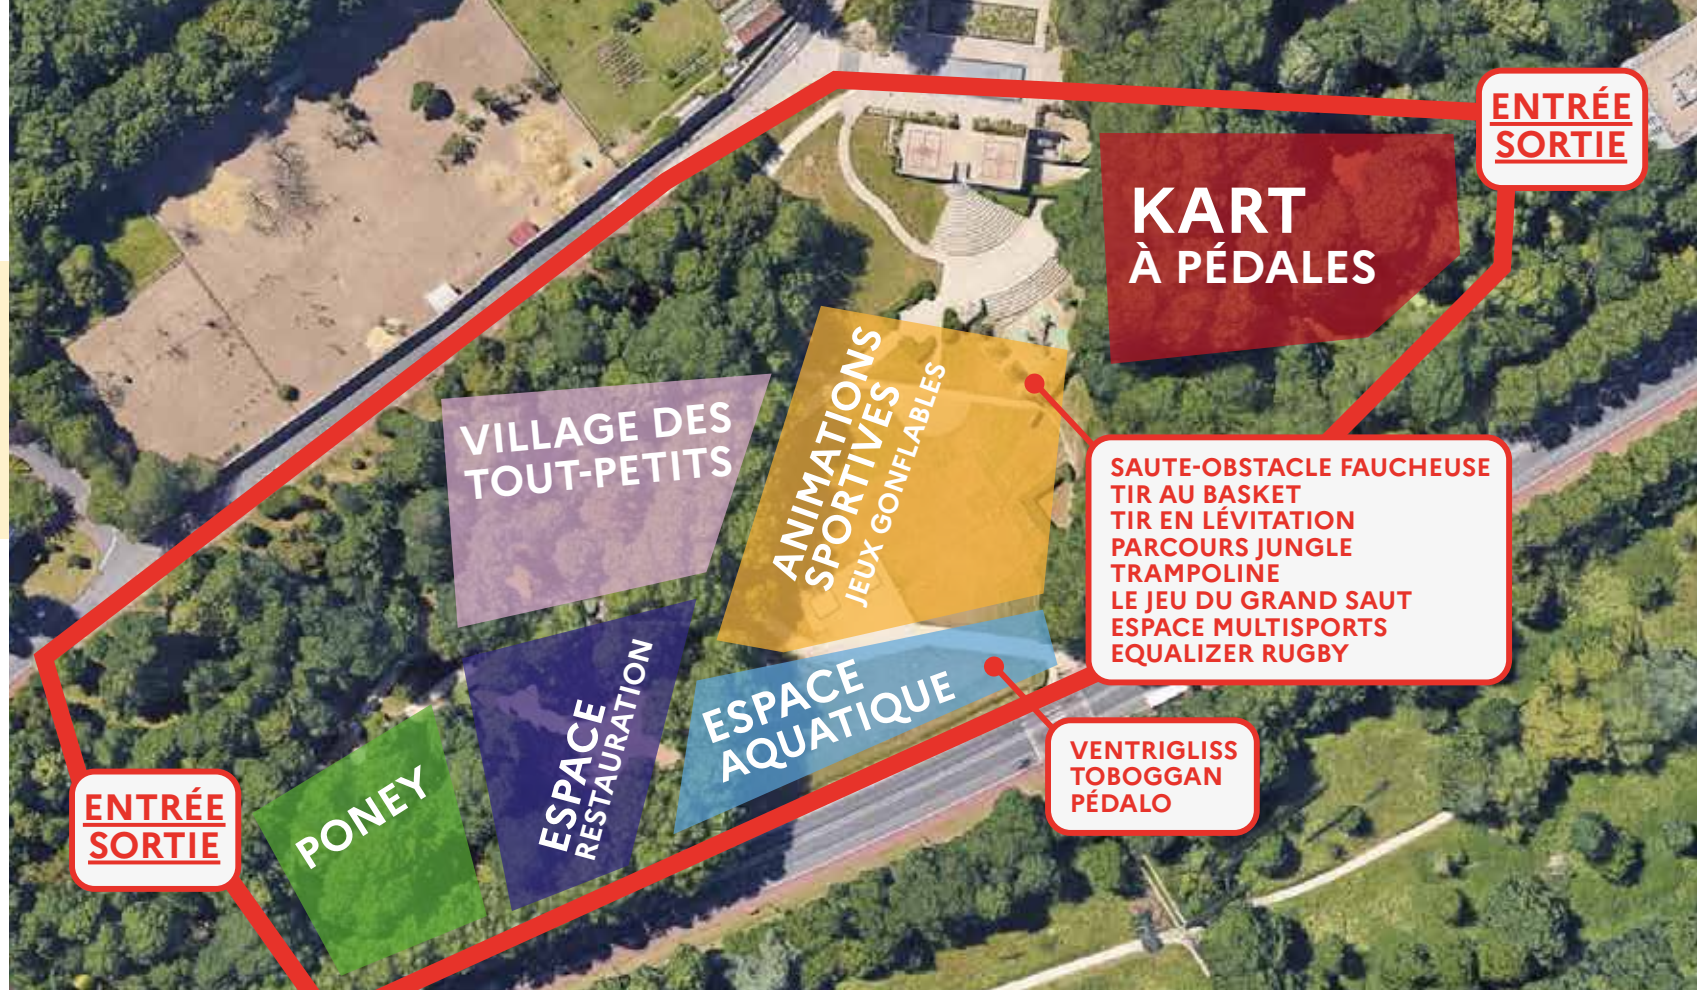 ENTRÉE
SORTIE
KART
À PÉDALES
VILLAGE DES
TOUT-PETITS
ANIMATIONS
SPORTIVES
JEUX GONFLABLES
SAUTE-OBSTACLE FAUCHEUSE
TIR AU BASKET
TIR EN LÉVITATION
PARCOURS JUNGLE
TRAMPOLINE
LE JEU DU GRAND SAUT
ESPACE MULTISPORTS
EQUALIZER RUGBY
ESPACE
AQUATIQUE
VENTRIGLISS
TOBOGGAN
PÉDALO
ESPACE
RESTAURATION
PONEY
ENTRÉE
SORTIE